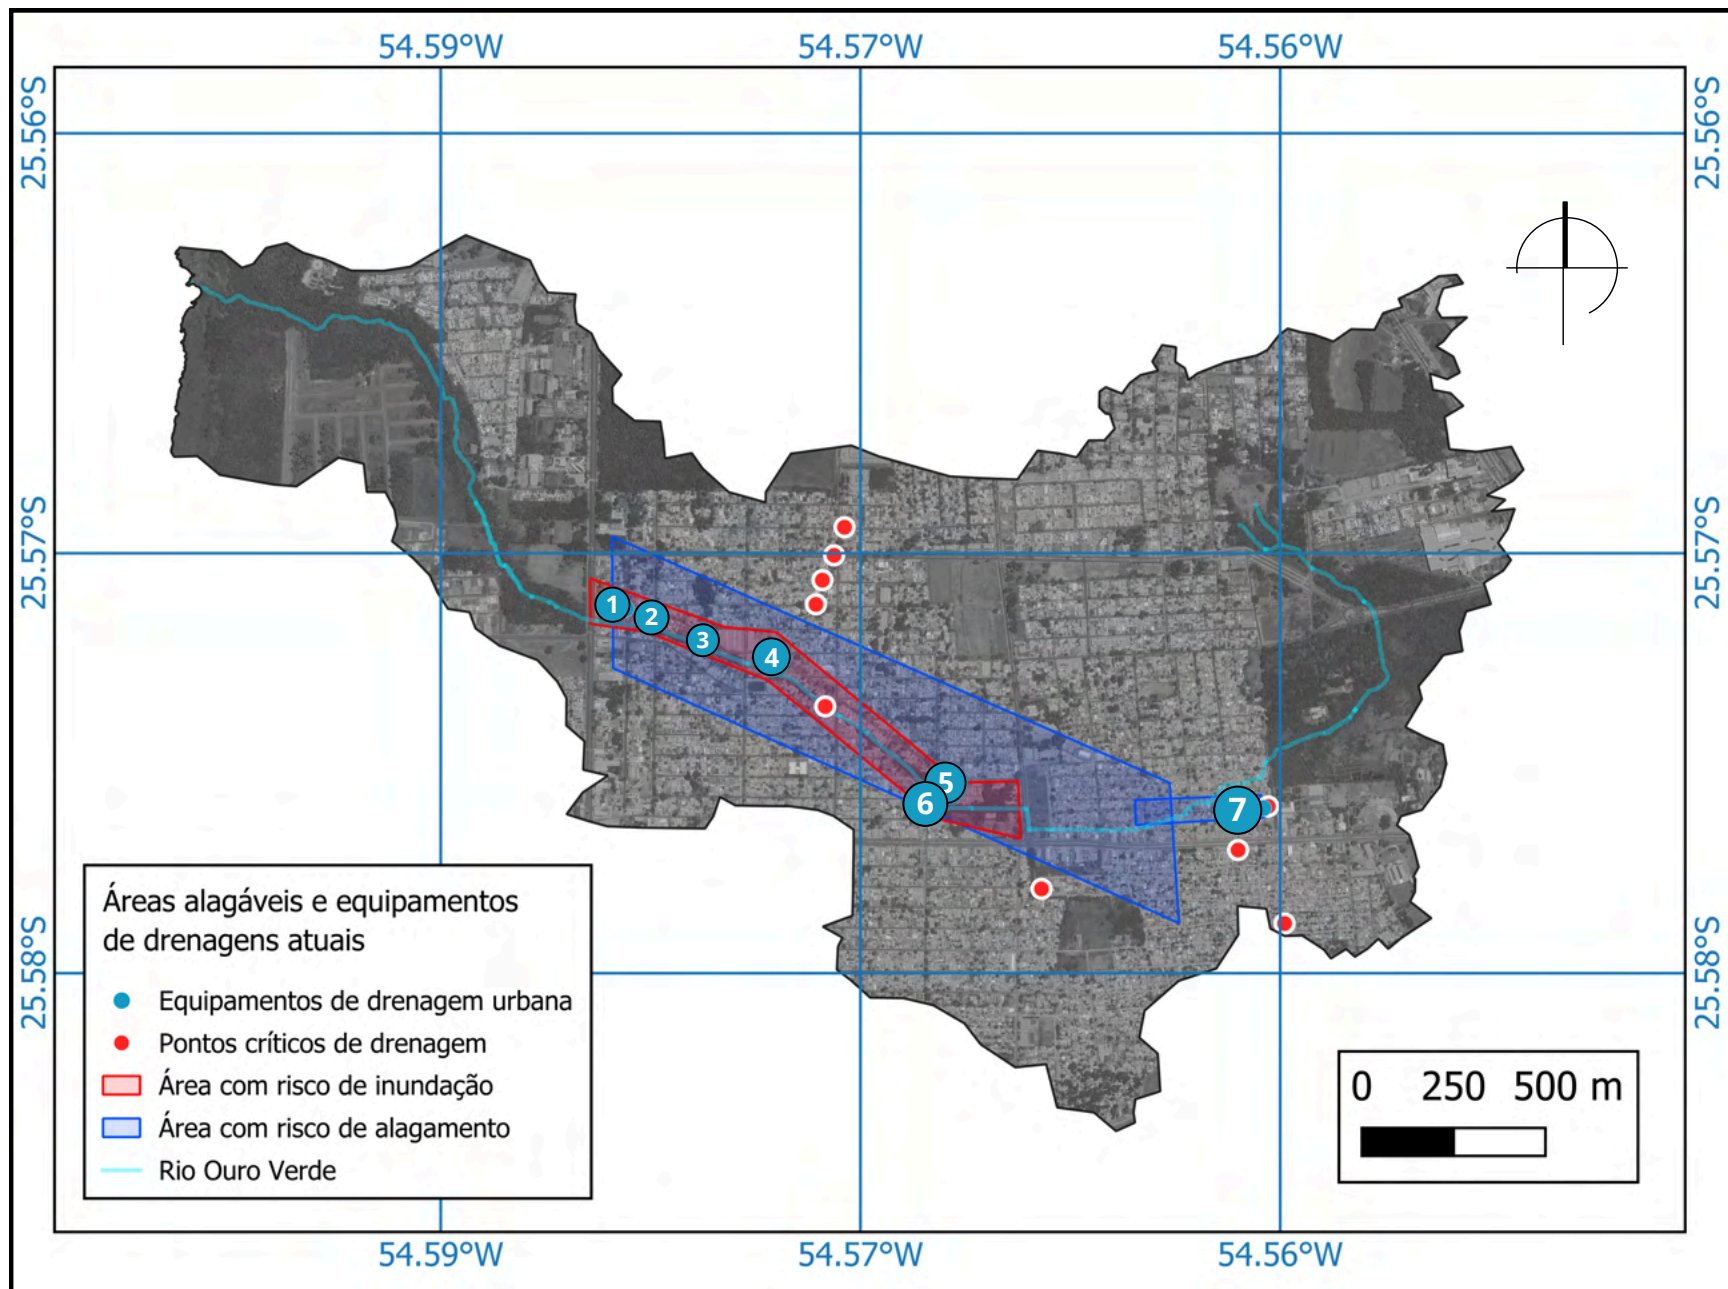 54.59°W 54.57°W 54.56°W
25.56°S 25.56°S
25.57°S 25.57°S
1
2
3
4
5
6
7
25.58°S 25.58°S
Áreas alagáveis e equipamentos
de drenagens atuais
Equipamentos de drenagem urbana
Pontos críticos de drenagem
Área com risco de inundação
Área com risco de alagamento
Rio Ouro Verde
0 250 500 m
54.59°W 54.57°W 54.56°W